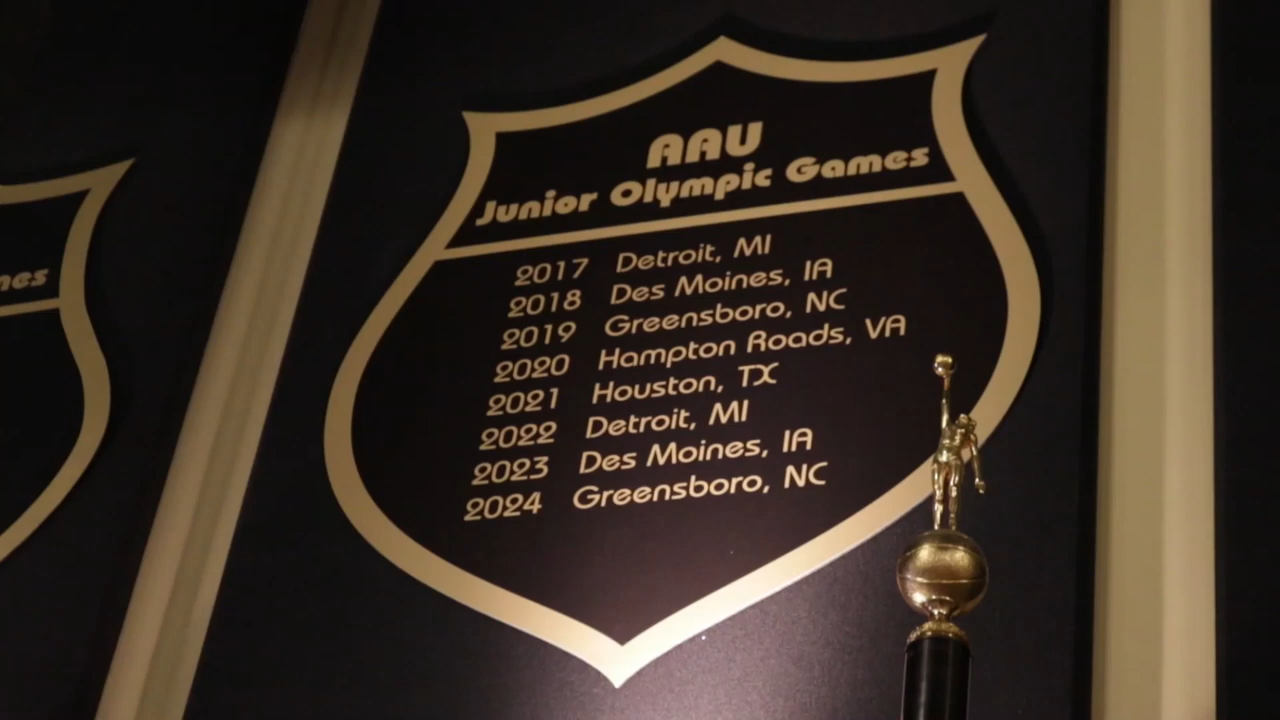 AAU
Junior Olympic Games
2017 Detroit, MI
2018 Des Moines, IA
2019 Greensboro, NC
2020 Hampton Roads, VA
2021 Houston, TX
2022 Detroit, MI
2023 Des Moines, IA
2024 Greensboro, NC